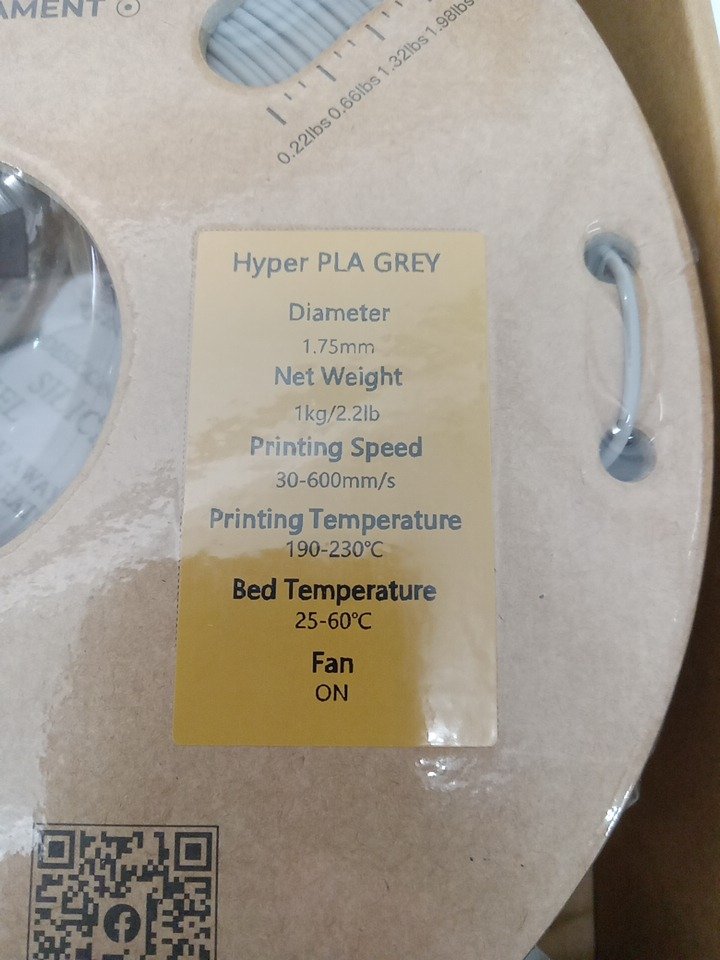 AMENT
0.22lbs 0.66lbs 1.32lbs 1.98lbs
Hyper PLA GREY
Diameter
1.75mm
Net Weight
1kg/2.2lb
Printing Speed
30-600mm/s
Printing Temperature
190-230℃
Bed Temperature
25-60℃
Fan
ON